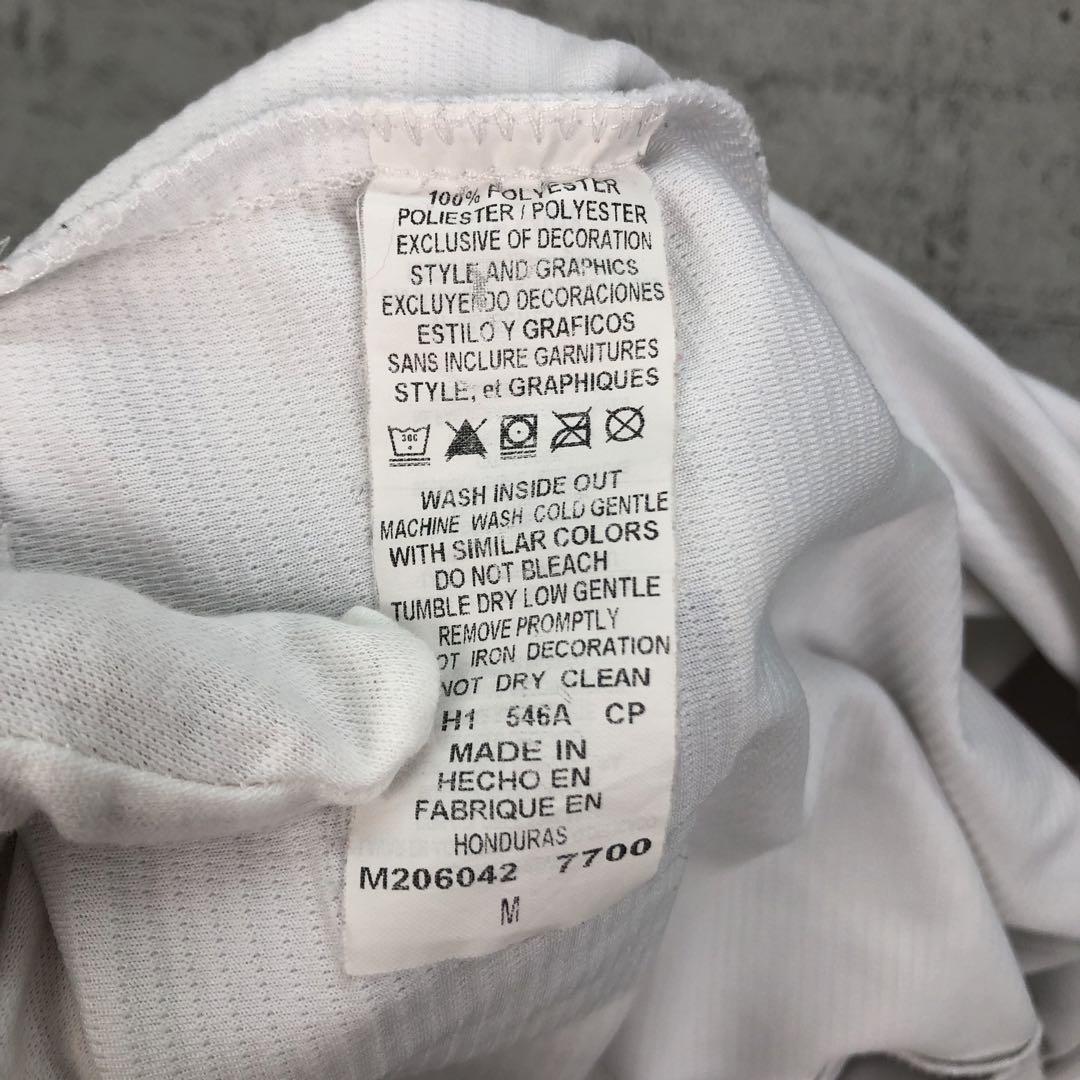 100% POLYESTER
POLIESTER / POLYESTER
EXCLUSIVE OF DECORATION
STYLE AND GRAPHICS
EXCLUYENDO DECORACIONES
ESTILO Y GRAFICOS
SANS INCLURE GARNITURES
STYLE, et GRAPHIQUES
WASH INSIDE OUT
MACHINE WASH COLD GENTLE
WITH SIMILAR COLORS
DO NOT BLEACH
TUMBLE DRY LOW GENTLE
REMOVE PROMPTLY
OT IRON DECORATION
NOT DRY CLEAN
H1 546A CP
MADE IN
HECHO EN
FABRIQUE EN
HONDURAS
M206042 7700
M